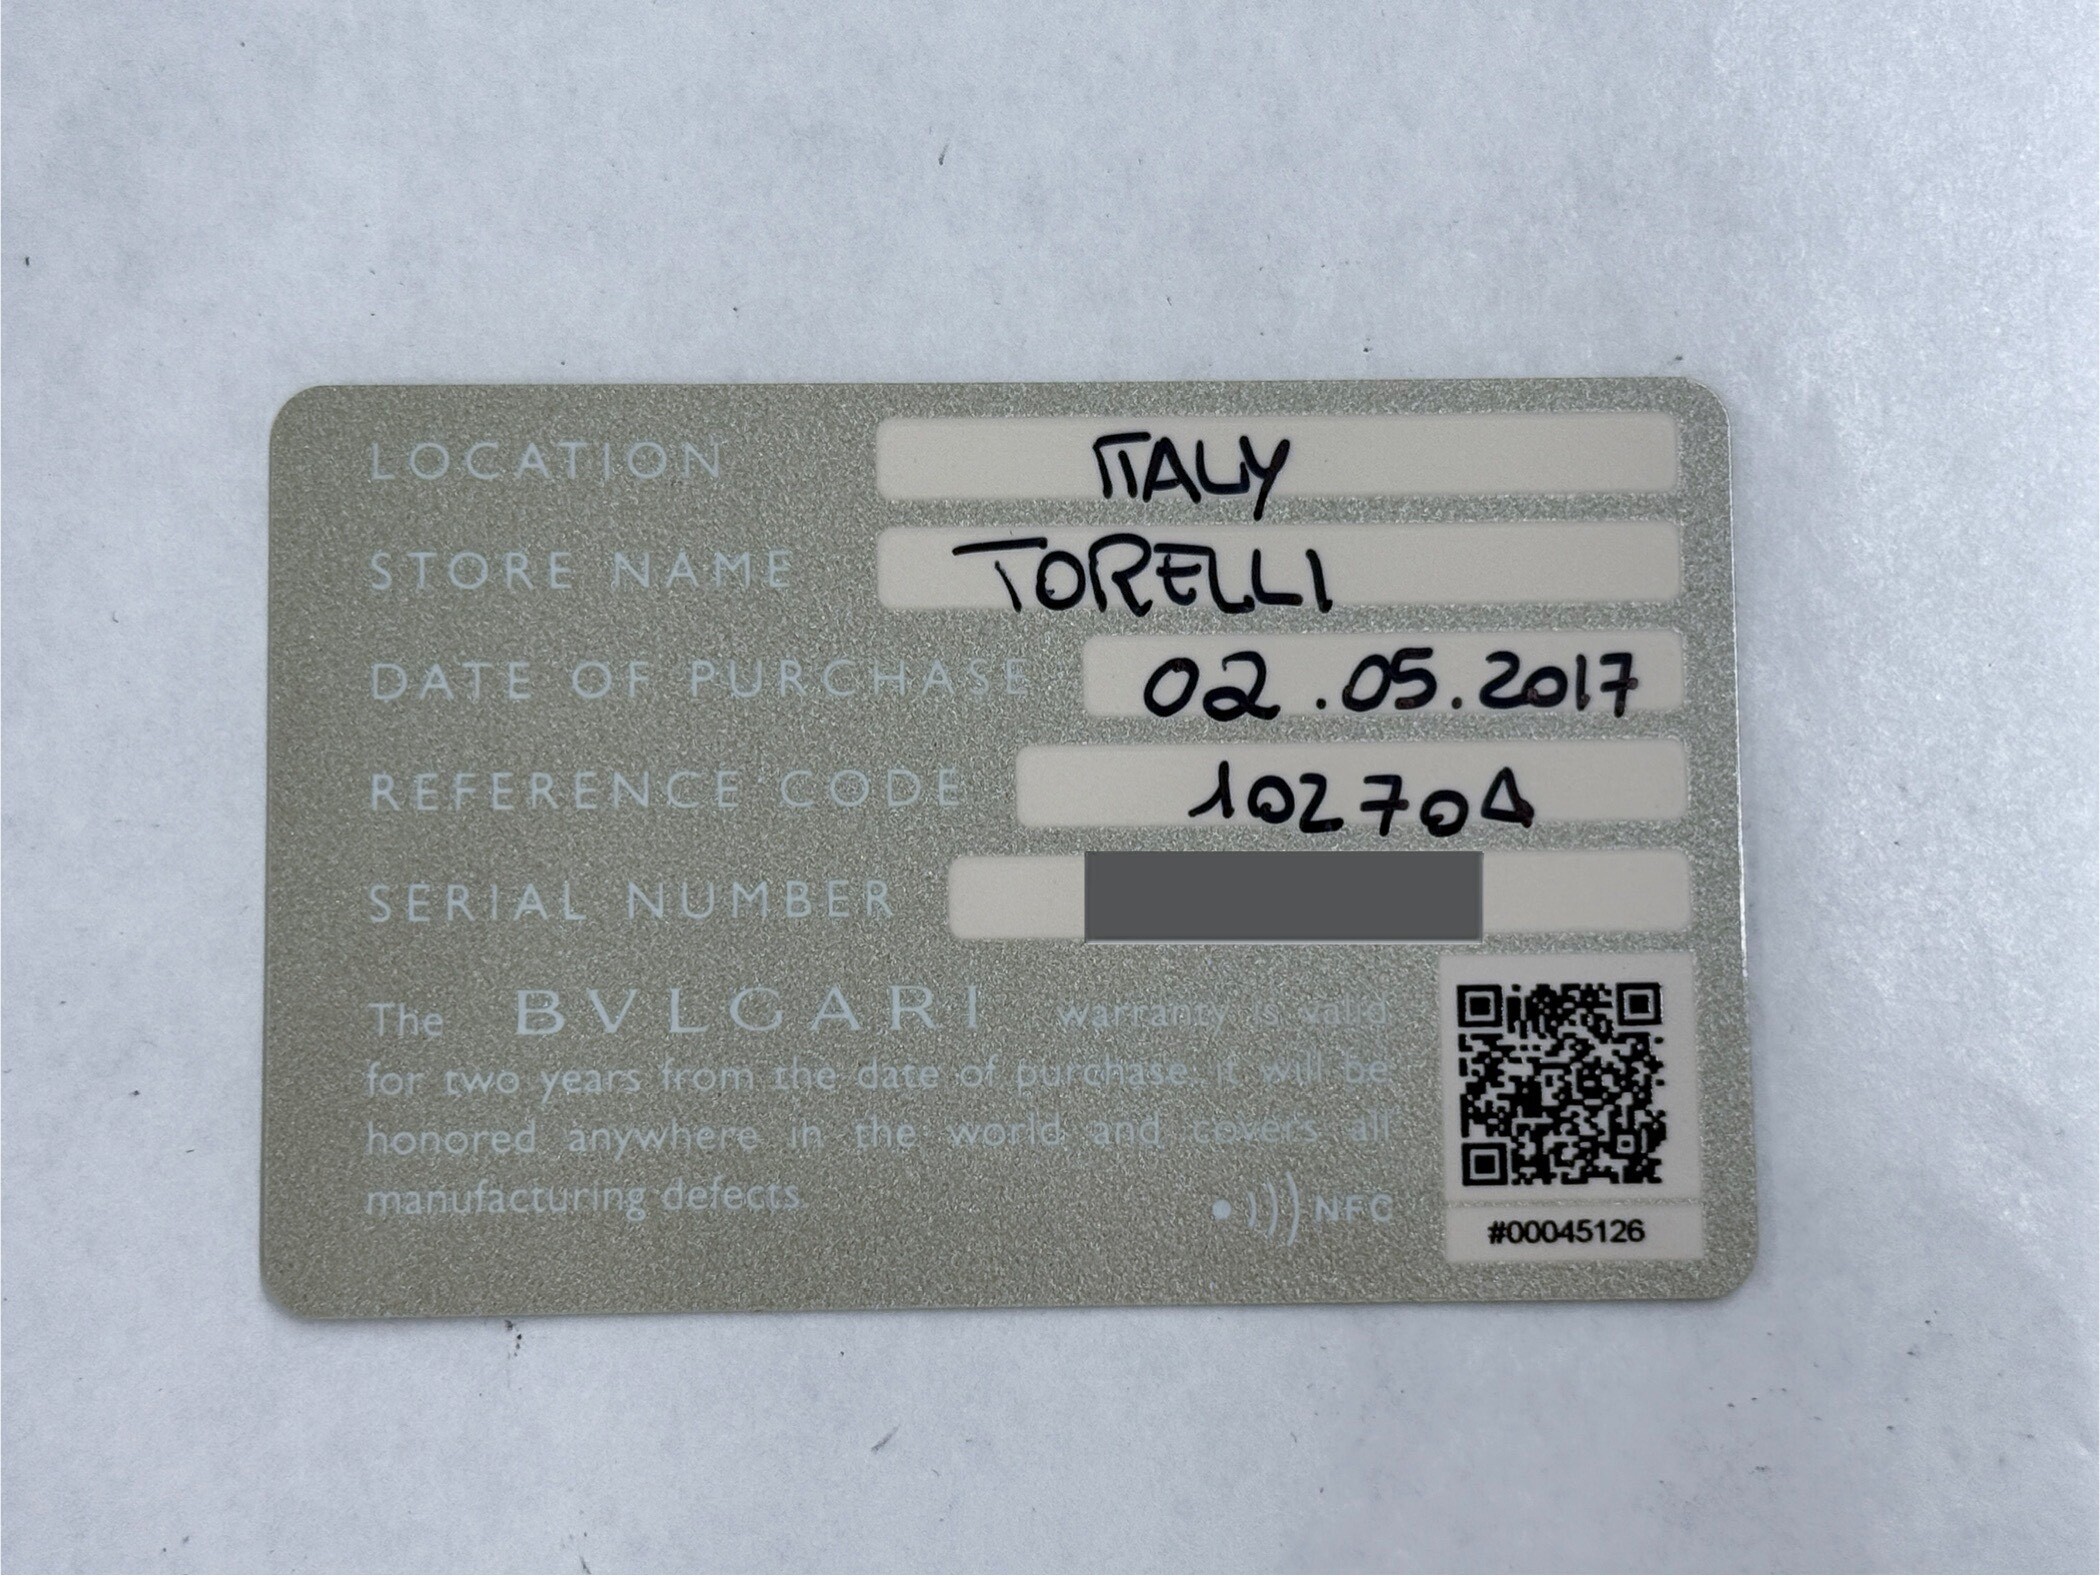 LOCATION ITALY
STORE NAME TORELLI
DATE OF PURCHASE 02.05.2017
REFERENCE CODE 102704
SERIAL NUMBER
The BVLGARI warranty is valid
for two years from the date of purchase. it will be
honored anywhere in the world and covers all
manufacturing defects.
NFC
#00045126